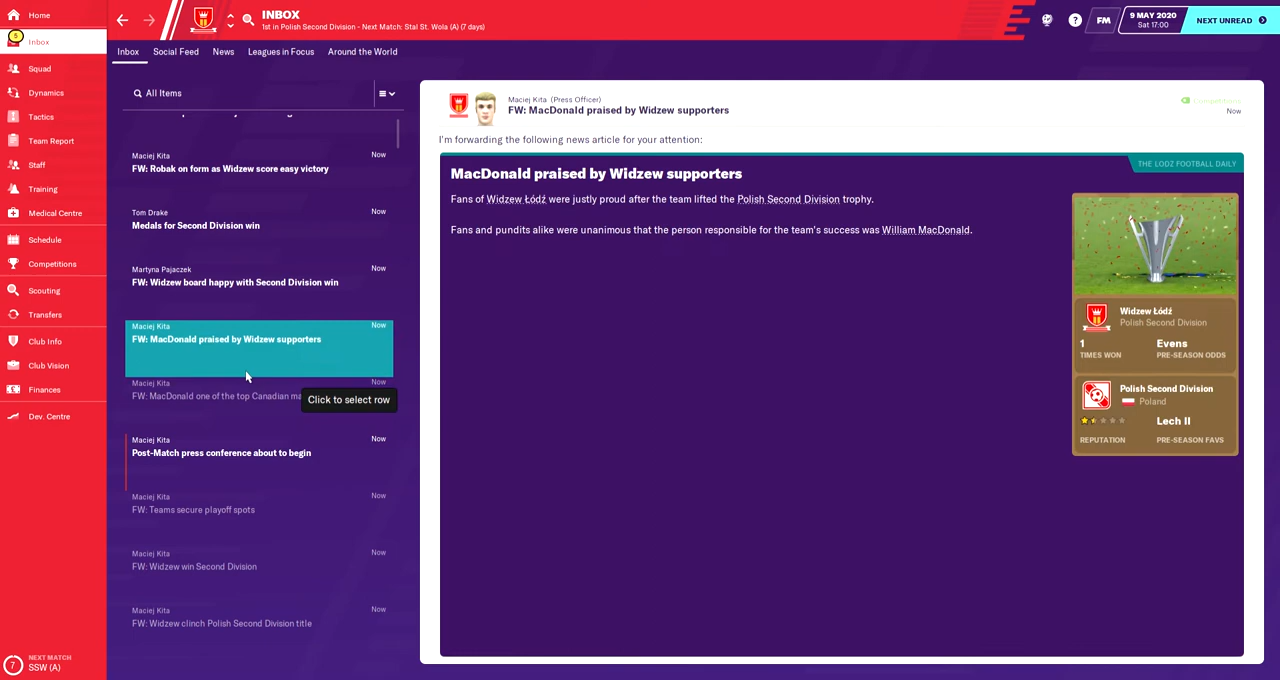 Home
5
Inbox
Squad
Dynamics
Tactics
Team Report
Staff
Training
Medical Centre
Schedule
Competitions
Scouting
Transfers
Club Info
Club Vision
Finances
Dev. Centre
7
NEXT MATCH
SSW (A)
INBOX
1st in Polish Second Division - Next Match: Stal St. Wola (A) (7 days)
?
FM
9 MAY 2020
Sat 17:00
NEXT UNREAD
Inbox
Social Feed
News
Leagues in Focus
Around the World
All Items
Maciej Kita
Now
FW: Robak on form as Widzew score easy victory
Tom Drake
Now
Medals for Second Division win
Martyna Pajaczek
Now
FW: Widzew board happy with Second Division win
Maciej Kita
Now
FW: MacDonald praised by Widzew supporters
Maciej Kita
Now
FW: MacDonald one of the top Canadian
Click to select row
Maciej Kita
Now
Post-Match press conference about to begin
Maciej Kita
Now
FW: Teams secure playoff spots
Maciej Kita
Now
FW: Widzew win Second Division
Maciej Kita
Now
FW: Widzew clinch Polish Second Division title
Maciej Kita (Press Officer)
FW: MacDonald praised by Widzew supporters
Competitions
Now
I'm forwarding the following news article for your attention:
THE LODZ FOOTBALL DAILY
MacDonald praised by Widzew supporters
Fans of Widzew Łódź were justly proud after the team lifted the Polish Second Division trophy.
Fans and pundits alike were unanimous that the person responsible for the team's success was William MacDonald.
Widzew Łódź
Polish Second Division
1
TIMES WON
Evens
PRE-SEASON ODDS
Polish Second Division
Poland
REPUTATION
Lech II
PRE-SEASON FAVS